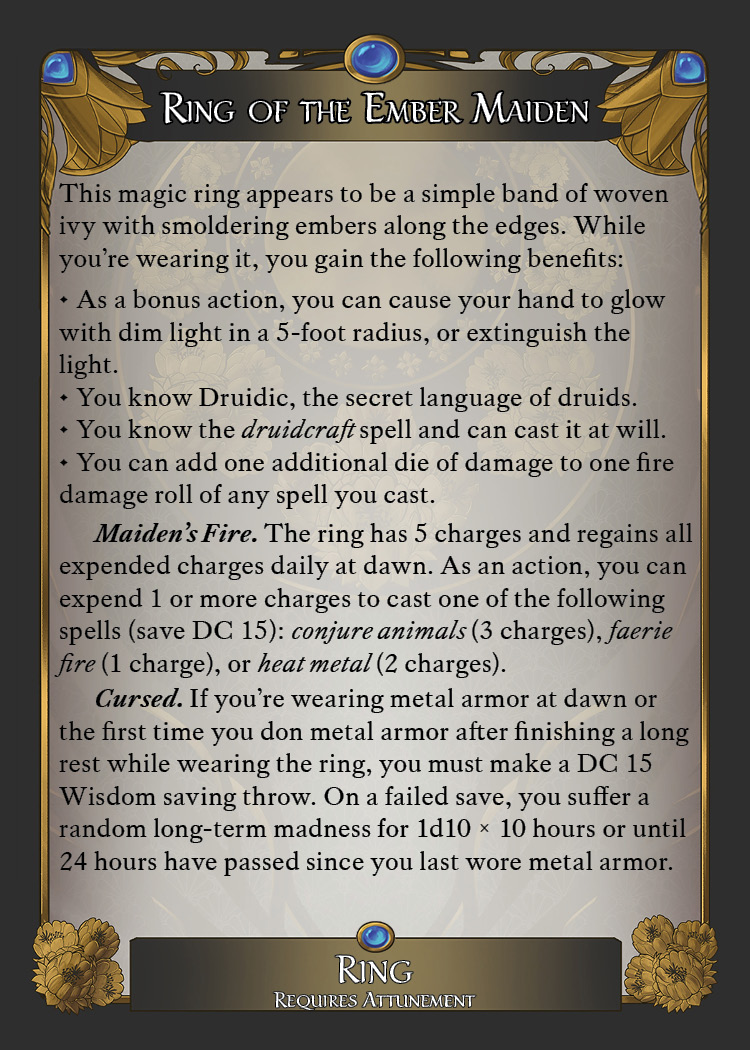 Ring of the Ember Maiden
This magic ring appears to be a simple band of woven
ivy with smoldering embers along the edges. While
you're wearing it, you gain the following benefits:
• As a bonus action, you can cause your hand to glow
with dim light in a 5-foot radius, or extinguish the
light.
• You know Druidic, the secret language of druids.
• You know the druidcraft spell and can cast it at will.
• You can add one additional die of damage to one fire
damage roll of any spell you cast.
Maiden's Fire. The ring has 5 charges and regains all
expended charges daily at dawn. As an action, you can
expend 1 or more charges to cast one of the following
spells (save DC 15): conjure animals (3 charges), faerie
fire (1 charge), or heat metal (2 charges).
Cursed. If you're wearing metal armor at dawn or
the first time you don metal armor after finishing a long
rest while wearing the ring, you must make a DC 15
Wisdom saving throw. On a failed save, you suffer a
random long-term madness for 1d10 × 10 hours or until
24 hours have passed since you last wore metal armor.
Ring
Requires Attunement